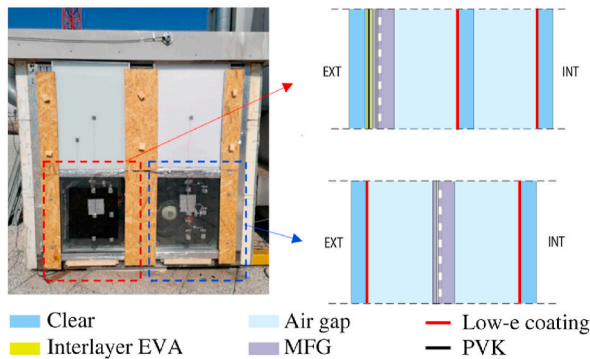 EXT
INT
EXT
INT
Clear
Air gap
Low-e coating
Interlayer EVA
MFG
PVK